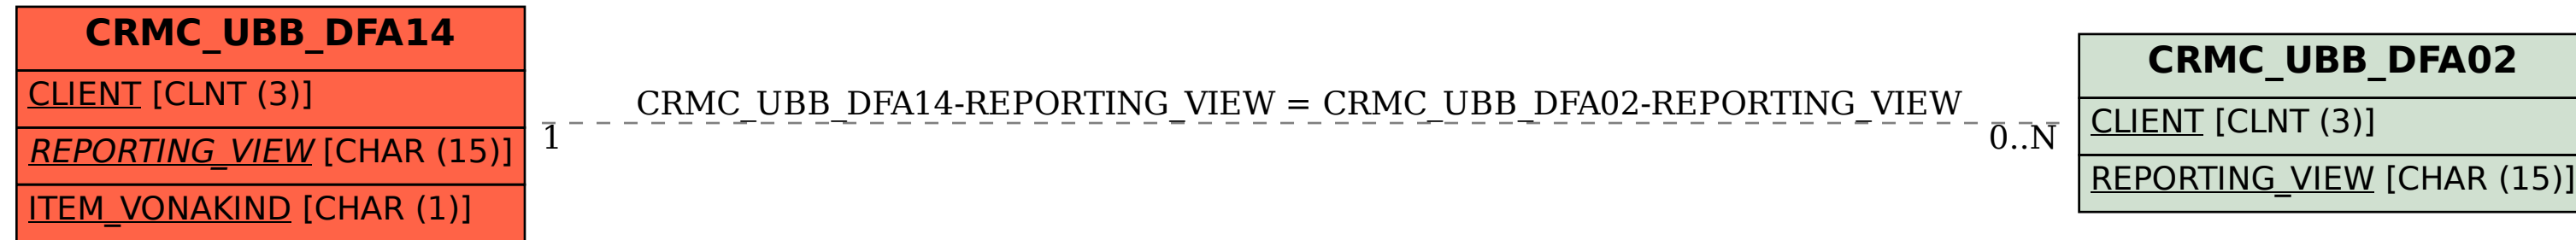 CRMC_UBB_DFA14
CLIENT [CLNT (3)]
REPORTING_VIEW [CHAR (15)]
ITEM_VONAKIND [CHAR (1)]
CRMC_UBB_DFA14-REPORTING_VIEW = CRMC_UBB_DFA02-REPORTING_VIEW
1
0..N
CRMC_UBB_DFA02
CLIENT [CLNT (3)]
REPORTING_VIEW [CHAR (15)]